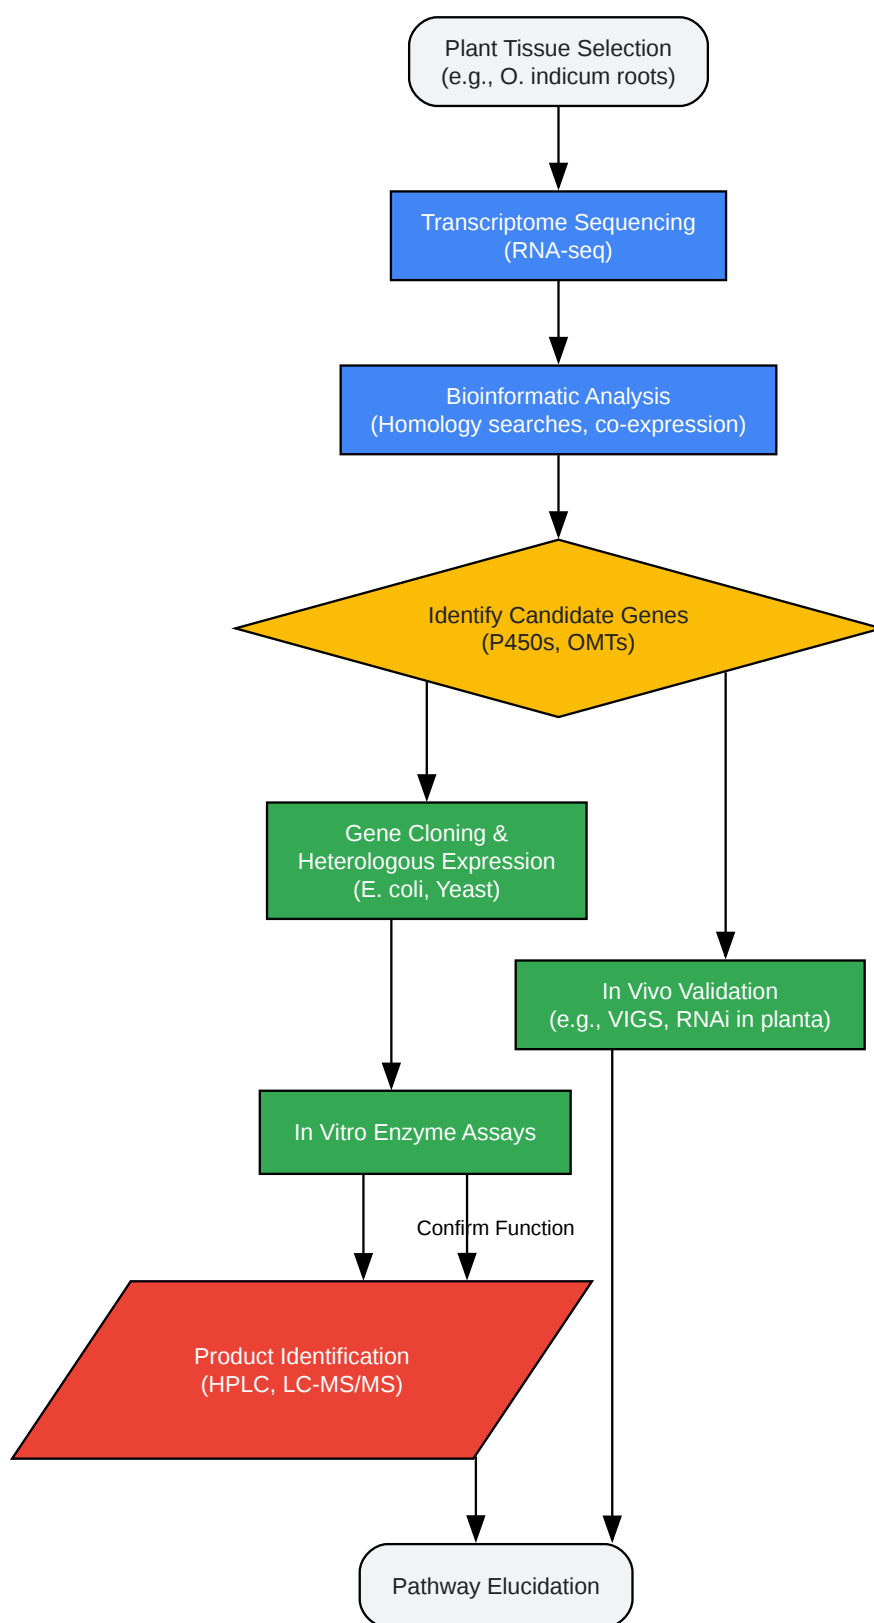 Plant Tissue Selection
(e.g., O. indicum roots)
Transcriptome Sequencing
(RNA-seq)
Bioinformatic Analysis
(Homology searches, co-expression)
Identify Candidate Genes
(P450s, OMTs)
Gene Cloning &
Heterologous Expression
(E. coli, Yeast)
In Vivo Validation
(e.g., VIGS, RNAi in planta)
In Vitro Enzyme Assays
Confirm Function
Product Identification
(HPLC, LC-MS/MS)
Pathway Elucidation